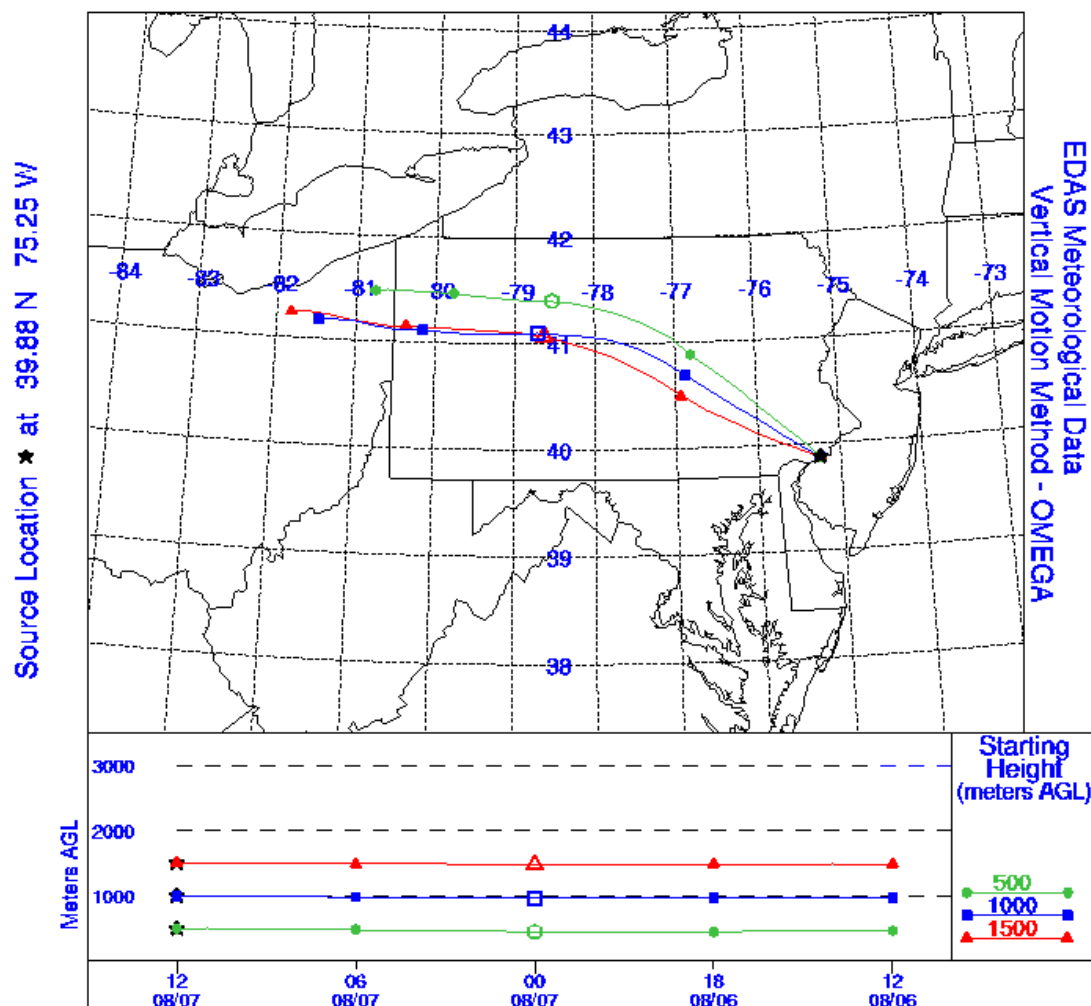 44
43
42
-84 -83 -82 -81 -80 -79 -78 -77 -76 -75 -74 -73
41
40
39
38
Source Location ★ at 39.88 N 75.25 W
EDAS Meteorological Data
Vertical Motion Method - OMEGA
Meters AGL
3000
2000
1000
12 06 00 18 12
08/07 08/07 08/07 08/06 08/06
Starting
Height
(meters AGL)
500
1000
1500